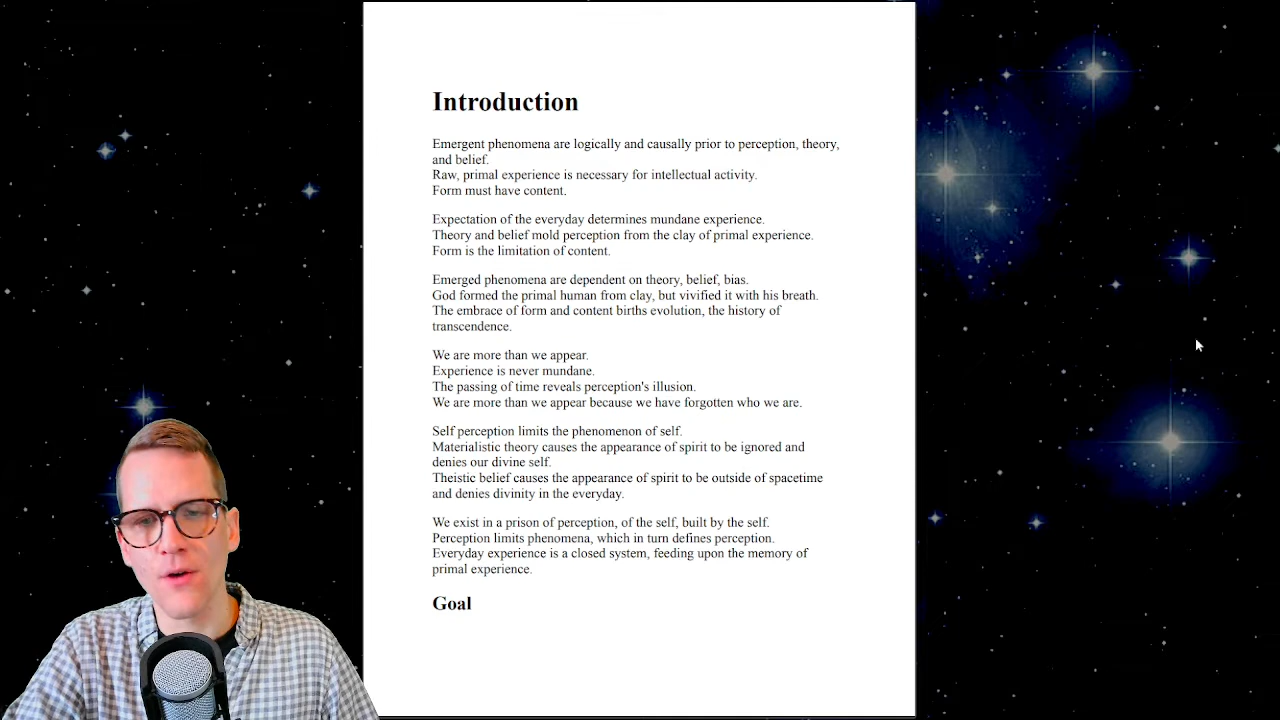 Introduction
Emergent phenomena are logically and causally prior to perception, theory,
and belief.
Raw, primal experience is necessary for intellectual activity.
Form must have content.
Expectation of the everyday determines mundane experience.
Theory and belief mold perception from the clay of primal experience.
Form is the limitation of content.
Emerged phenomena are dependent on theory, belief, bias.
God formed the primal human from clay, but vivified it with his breath.
The embrace of form and content births evolution, the history of
transcendence.
We are more than we appear.
Experience is never mundane.
The passing of time reveals perception's illusion.
We are more than we appear because we have forgotten who we are.
Self perception limits the phenomenon of self.
Materialistic theory causes the appearance of spirit to be ignored and
denies our divine self.
Theistic belief causes the appearance of spirit to be outside of spacetime
and denies divinity in the everyday.
We exist in a prison of perception, of the self, built by the self.
Perception limits phenomena, which in turn defines perception.
Everyday experience is a closed system, feeding upon the memory of
primal experience.
Goal